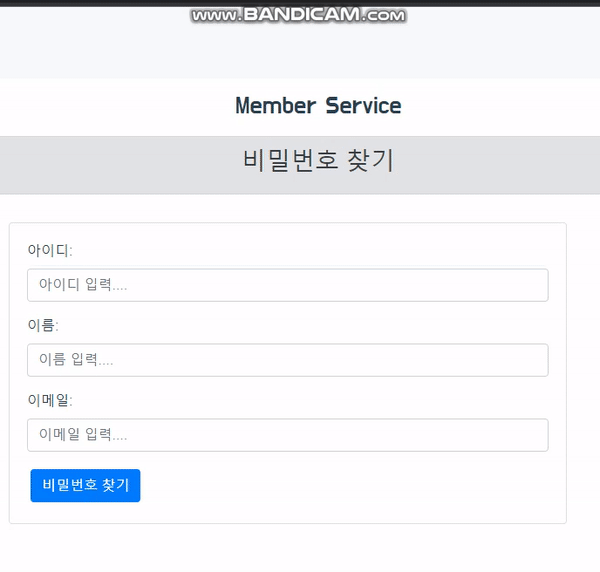 www.BANDICAM.com
Member Service
비밀번호 찾기
아이디:
아이디 입력....
이름:
이름 입력....
이메일:
이메일 입력....
비밀번호 찾기